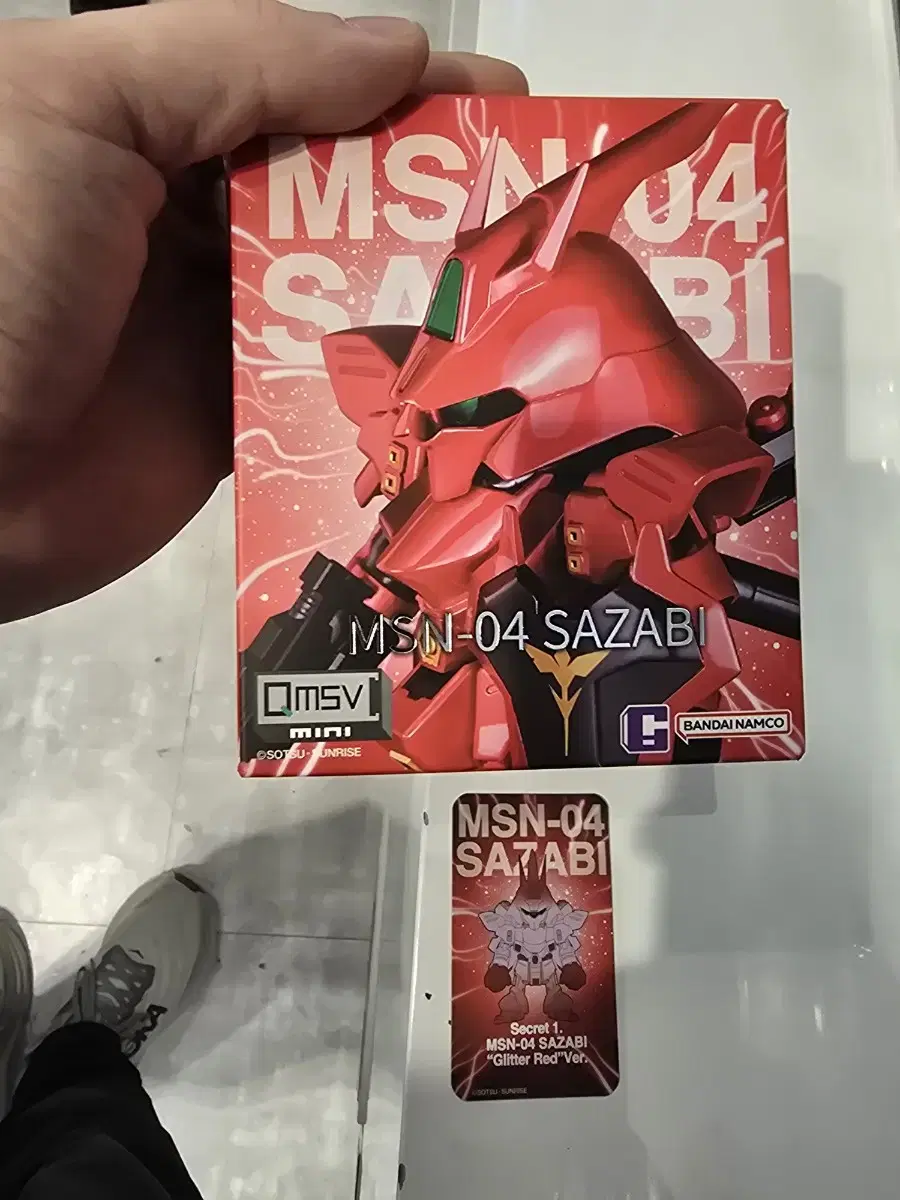 MSN-04
SAZABI
MSN-04 SAZABI
QMSV
mini
©SOTSU・SUNRISE
BANDAI NAMCO
MSN-04
SAZABI
Secret 1.
MSN-04 SAZABI
"Glitter Red"Ver.
©SOTSU・SUNRISE